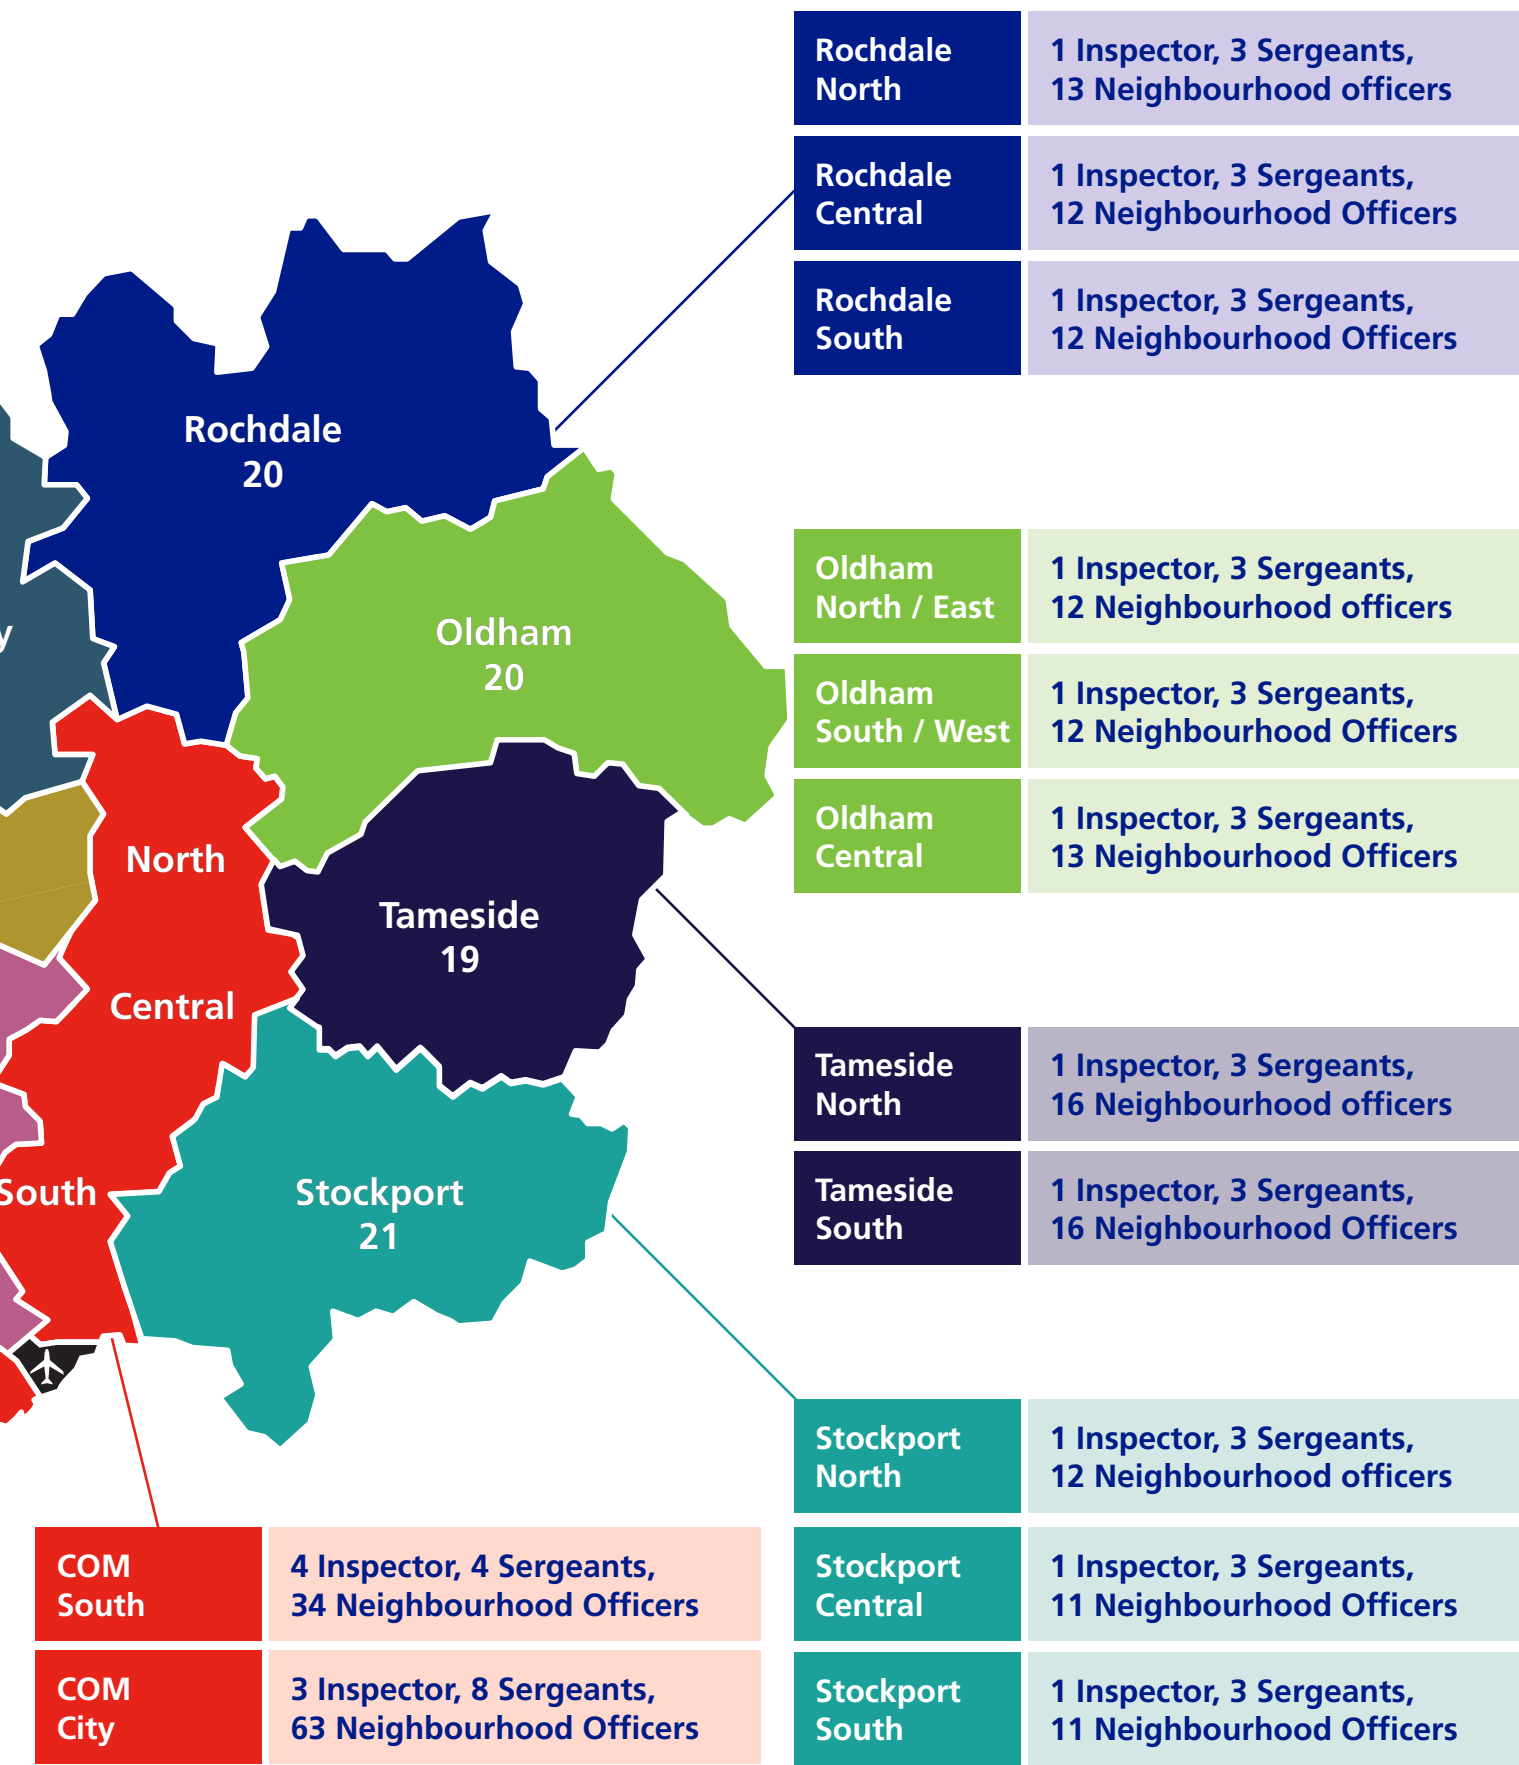 Rochdale
North
1 Inspector, 3 Sergeants,
13 Neighbourhood officers
Rochdale
Central
1 Inspector, 3 Sergeants,
12 Neighbourhood Officers
Rochdale
South
1 Inspector, 3 Sergeants,
12 Neighbourhood Officers
Rochdale
20
Oldham
20
y
Oldham
North / East
1 Inspector, 3 Sergeants,
12 Neighbourhood officers
Oldham
South / West
1 Inspector, 3 Sergeants,
12 Neighbourhood Officers
Oldham
Central
1 Inspector, 3 Sergeants,
13 Neighbourhood Officers
North
Tameside
19
Central
Tameside
North
1 Inspector, 3 Sergeants,
16 Neighbourhood officers
Tameside
South
1 Inspector, 3 Sergeants,
16 Neighbourhood Officers
South
Stockport
21
Stockport
North
1 Inspector, 3 Sergeants,
12 Neighbourhood officers
Stockport
Central
1 Inspector, 3 Sergeants,
11 Neighbourhood Officers
Stockport
South
1 Inspector, 3 Sergeants,
11 Neighbourhood Officers
COM
South
4 Inspector, 4 Sergeants,
34 Neighbourhood Officers
COM
City
3 Inspector, 8 Sergeants,
63 Neighbourhood Officers